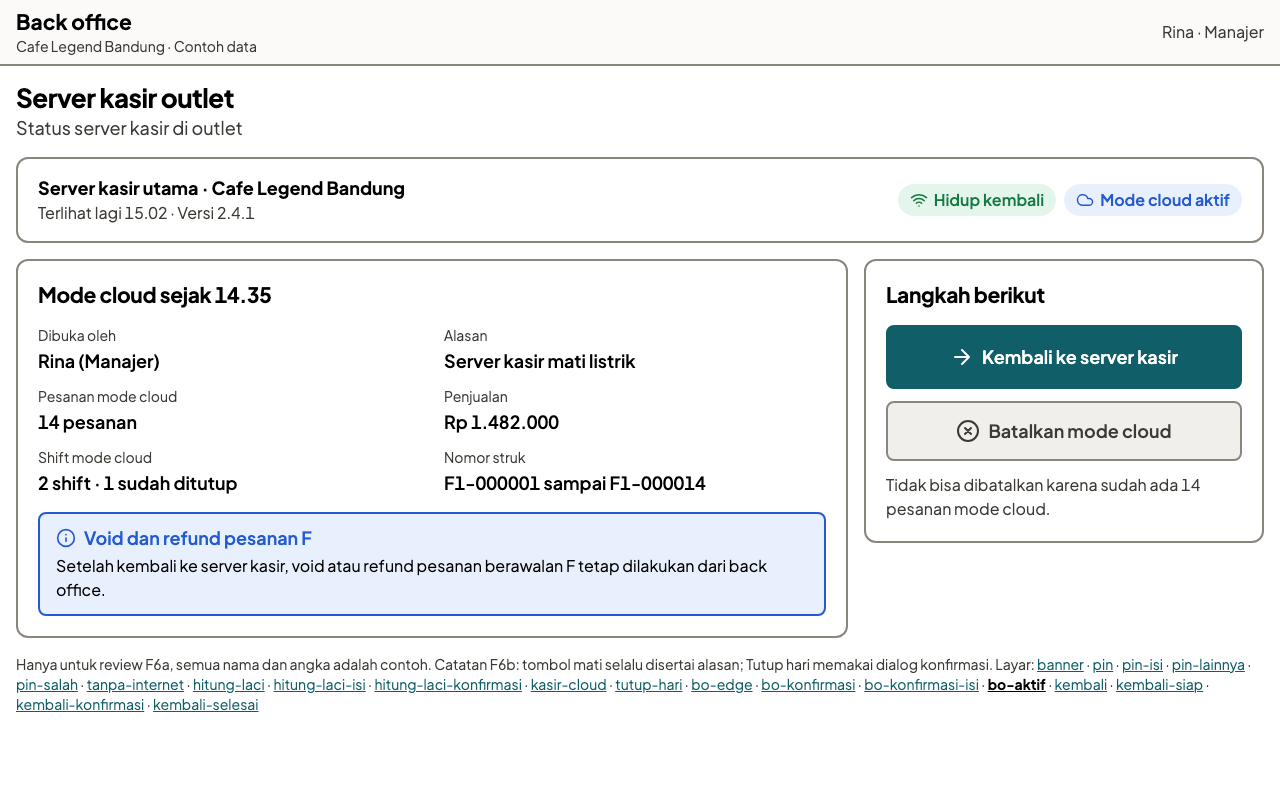 Back office
Cafe Legend Bandung · Contoh data
Rina · Manajer
Server kasir outlet
Status server kasir di outlet
Server kasir utama · Cafe Legend Bandung
Terlihat lagi 15.02 · Versi 2.4.1
Hidup kembali
Mode cloud aktif
Mode cloud sejak 14.35
Dibuka oleh
Rina (Manajer)
Alasan
Server kasir mati listrik
Pesanan mode cloud
14 pesanan
Penjualan
Rp 1.482.000
Shift mode cloud
2 shift · 1 sudah ditutup
Nomor struk
F1-000001 sampai F1-000014
Void dan refund pesanan F
Setelah kembali ke server kasir, void atau refund pesanan berawalan F tetap dilakukan dari back
office.
Langkah berikut
Kembali ke server kasir
Batalkan mode cloud
Tidak bisa dibatalkan karena sudah ada 14
pesanan mode cloud.
Hanya untuk review F6a, semua nama dan angka adalah contoh. Catatan F6b: tombol mati selalu disertai alasan; Tutup hari memakai dialog konfirmasi. Layar: banner · pin · pin-isi · pin-lainnya ·
pin-salah · tanpa-internet · hitung-laci · hitung-laci-isi · hitung-laci-konfirmasi · kasir-cloud · tutup-hari · bo-edge · bo-konfirmasi · bo-konfirmasi-isi · bo-aktif · kembali · kembali-siap ·
kembali-konfirmasi · kembali-selesai